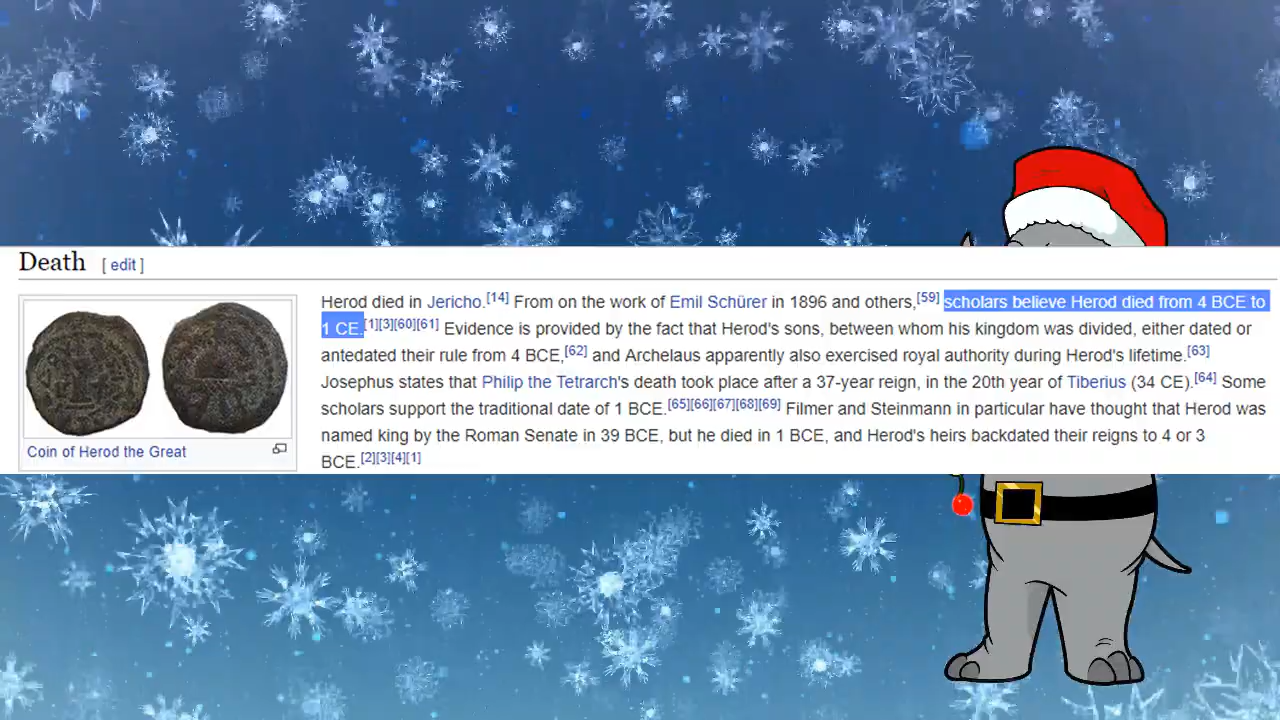 Death [ edit ]
Herod died in Jericho.[14] From on the work of Emil Schürer in 1896 and others,[59] scholars believe Herod died from 4 BCE to
1 CE.[1][3][60][61] Evidence is provided by the fact that Herod's sons, between whom his kingdom was divided, either dated or
antedated their rule from 4 BCE,[62] and Archelaus apparently also exercised royal authority during Herod's lifetime.[63]
Josephus states that Philip the Tetrarch's death took place after a 37-year reign, in the 20th year of Tiberius (34 CE).[64] Some
scholars support the traditional date of 1 BCE.[65][66][67][68][69] Filmer and Steinmann in particular have thought that Herod was
named king by the Roman Senate in 39 BCE, but he died in 1 BCE, and Herod's heirs backdated their reigns to 4 or 3
BCE.[2][3][4][1]
Coin of Herod the Great